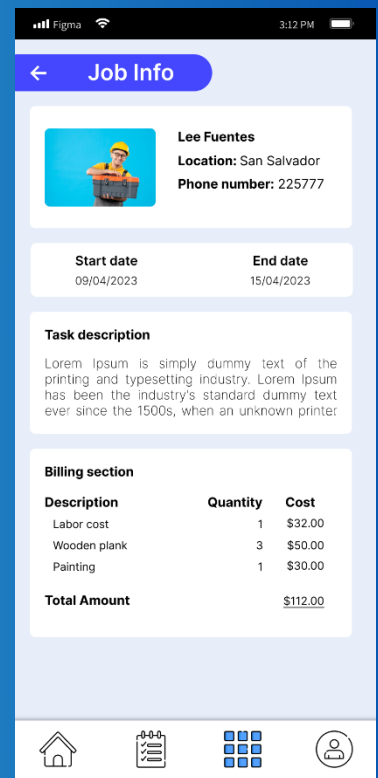 Figma 3:12 PM
Job Info
Lee Fuentes
Location: San Salvador
Phone number: 225777
Start date End date
09/04/2023 15/04/2023
Task description
Lorem Ipsum is simply dummy text of the
printing and typesetting industry. Lorem Ipsum
has been the industry's standard dummy text
ever since the 1500s, when an unknown printer
Billing section
Description Quantity Cost
Labor cost 1 $32.00
Wooden plank 3 $50.00
Painting 1 $30.00
Total Amount $112.00